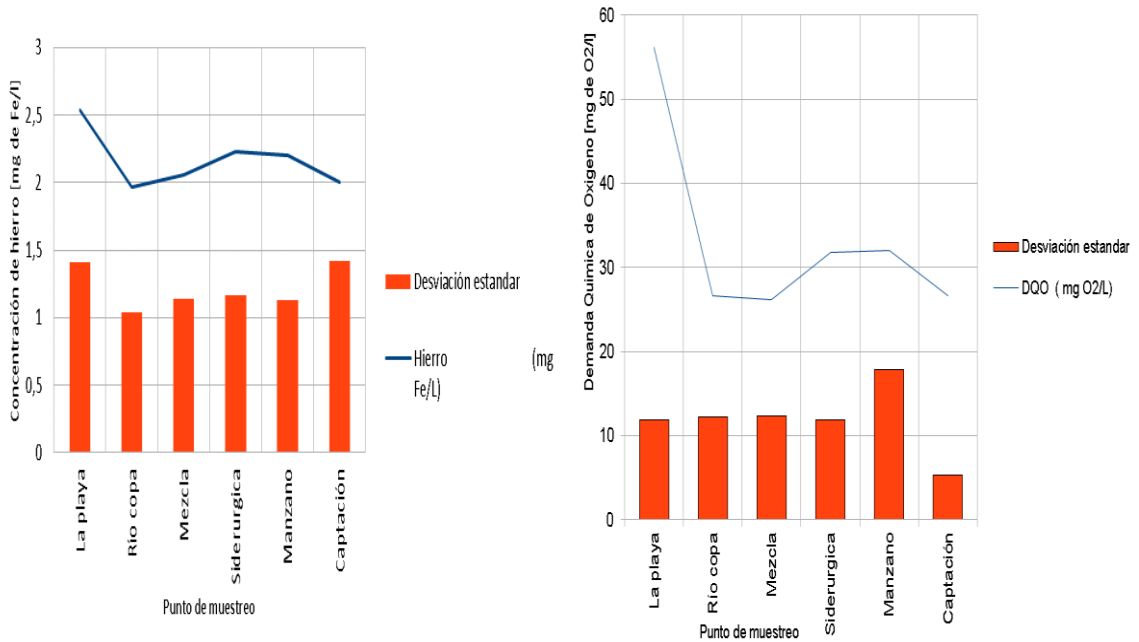 Concentración de hierro [mg de Fe/l]
3
2,5
2
1,5
1
0,5
0
La playa
Río copa
Mezcla
Siderurgica
Manzano
Captación
Punto de muestreo
Desviación estandar
Hierro (mg
Fe/L)
Demanda Quimica de Oxigeno [mg de O2/l]
60
50
40
30
20
10
0
La playa
Río copa
Mezcla
Siderurgica
Manzano
Captación
Punto de muestreo
Desviación estandar
DQO ( mg O2/L)